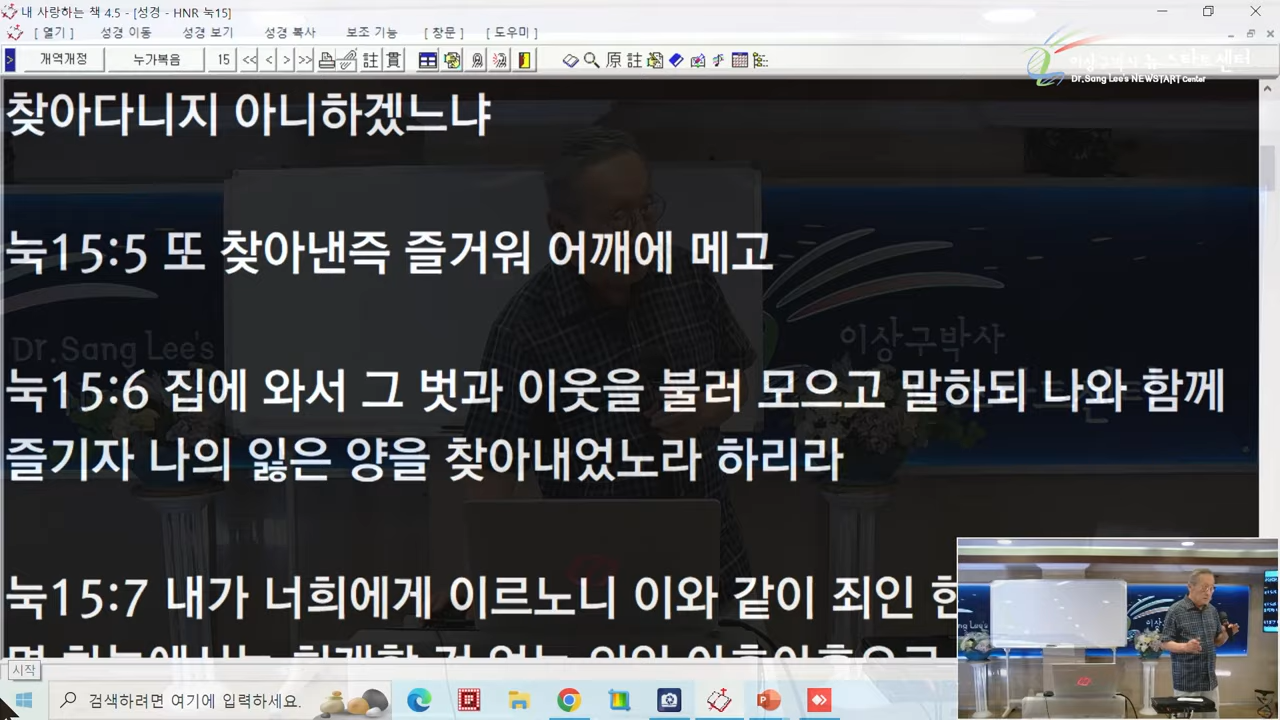 내 사랑하는 책 4.5 - [성경 - HNR 눅15]
[ 열기 ] 성경 이동 성경 보기 성경 복사 보조 기능 [ 창문 ] [ 도우미 ]
개역개정 누가복음 15 << < > >> 註 貫 原 註
이상구박사 뉴 스타트 센터
Dr.Sang Lee's NEWSTART Center
찾아다니지 아니하겠느냐
눅15:5 또 찾아낸즉 즐거워 어깨에 메고
Dr.Sang Lee's
이상구박사
눅15:6 집에 와서 그 벗과 이웃을 불러 모으고 말하되 나와 함께
즐기자 나의 잃은 양을 찾아내었노라 하리라
눅15:7 내가 너희에게 이르노니 이와 같이 죄인
시작
검색하려면 여기에 입력하세요.